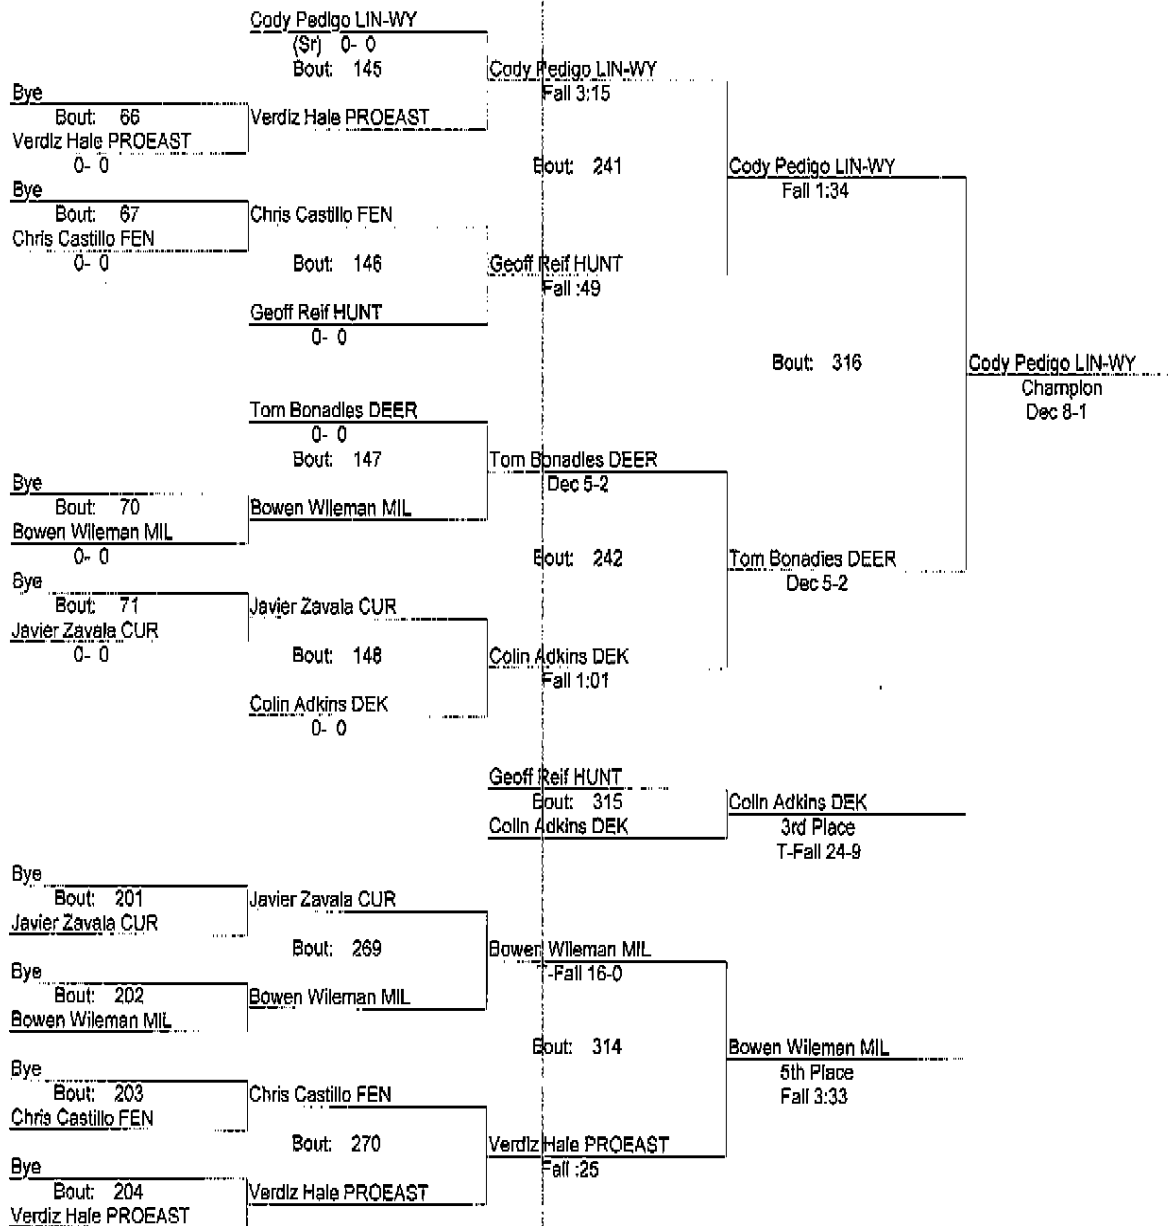 Cody Pedigo LIN-WY
(Sr) 0- 0
Bout: 145
Cody Pedigo LIN-WY
Fall 3:15
Bye
Bout: 66
Verdiz Hale PROEAST
Verdiz Hale PROEAST
0- 0
Bout: 241
Cody Pedigo LIN-WY
Fall 1:34
Bye
Bout: 67
Chris Castillo FEN
Chris Castillo FEN
0- 0
Bout: 146
Geoff Reif HUNT
Fall :49
Geoff Reif HUNT
0- 0
Bout: 316
Cody Pedigo LIN-WY
Champion
Dec 8-1
Tom Bonadies DEER
0- 0
Bout: 147
Tom Bonadies DEER
Dec 5-2
Bye
Bout: 70
Bowen Wileman MIL
Bowen Wileman MIL
0- 0
Bout: 242
Tom Bonadies DEER
Dec 5-2
Bye
Bout: 71
Javier Zavala CUR
Javier Zavala CUR
0- 0
Bout: 148
Colin Adkins DEK
Fall 1:01
Colin Adkins DEK
0- 0
Geoff Reif HUNT
Bout: 315
Colin Adkins DEK
Colin Adkins DEK
3rd Place
T-Fall 24-9
Bye
Bout: 201
Javier Zavala CUR
Javier Zavala CUR
Bout: 269
Bowen Wileman MIL
T-Fall 16-0
Bye
Bout: 202
Bowen Wileman MIL
Bowen Wileman MIL
Bout: 314
Bowen Wileman MIL
5th Place
Fall 3:33
Bye
Bout: 203
Chris Castillo FEN
Chris Castillo FEN
Bout: 270
Verdiz Hale PROEAST
Fall :25
Bye
Bout: 204
Verdiz Hale PROEAST
Verdiz Hale PROEAST